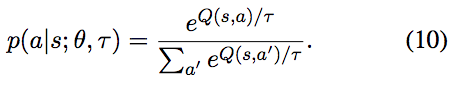 p(a|s; θ, τ) = e^{Q(s,a)/τ} / ∑_{a'} e^{Q(s,a')/τ} . (10)